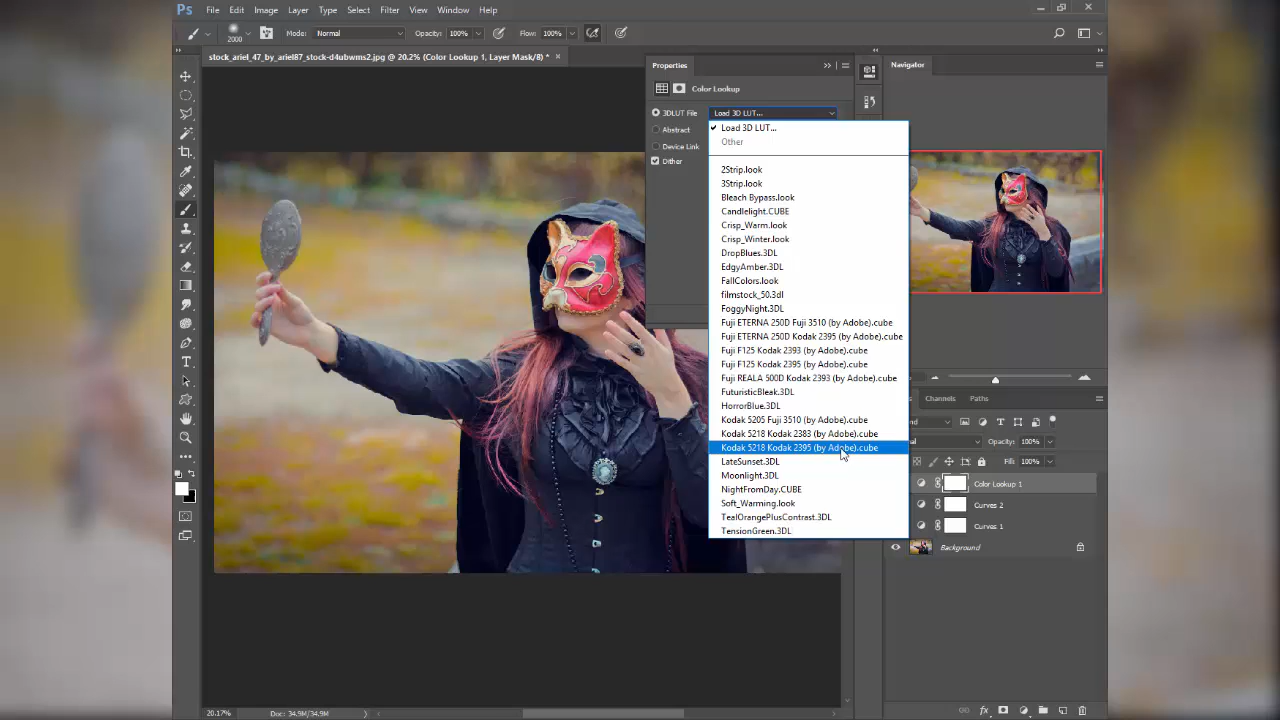 Ps File Edit Image Layer Type Select Filter View Window Help
2000 Mode: Normal Opacity: 100% Flow: 100%
stock_ariel_47_by_ariel87_stock-d4ubwms2.jpg @ 20.2% (Color Lookup 1, Layer Mask/8) *
Properties
Navigator
Color Lookup
3DLUT File Load 3D LUT...
Abstract
Device Link
Dither
Load 3D LUT...
Other
2Strip.look
3Strip.look
Bleach Bypass.look
Candlelight.CUBE
Crisp_Warm.look
Crisp_Winter.look
DropBlues.3DL
EdgyAmber.3DL
FallColors.look
filmstock_50.3dl
FoggyNight.3DL
Fuji ETERNA 250D Fuji 3510 (by Adobe).cube
Fuji ETERNA 250D Kodak 2395 (by Adobe).cube
Fuji F125 Kodak 2393 (by Adobe).cube
Fuji F125 Kodak 2395 (by Adobe).cube
Fuji REALA 500D Kodak 2393 (by Adobe).cube
FuturisticBleak.3DL
HorrorBlue.3DL
Kodak 5205 Fuji 3510 (by Adobe).cube
Kodak 5218 Kodak 2383 (by Adobe).cube
Kodak 5218 Kodak 2395 (by Adobe).cube
LateSunset.3DL
Moonlight.3DL
NightFromDay.CUBE
Soft_Warming.look
TealOrangePlusContrast.3DL
TensionGreen.3DL
Channels Paths
Opacity: 100%
Fill: 100%
Color Lookup 1
Curves 2
Curves 1
Background
20.17% Doc: 34.9M/34.9M